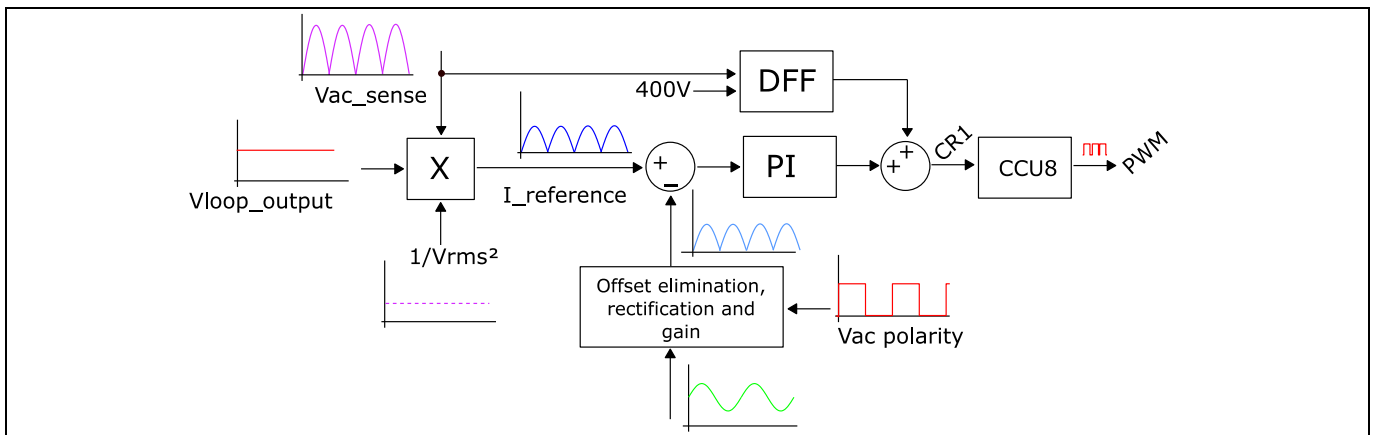 Vac_sense
400V
DFF
Vloop_output
X
I_reference
+
−
PI
+
+
CR1
CCU8
PWM
1/Vrms²
Offset elimination,
rectification and
gain
Vac polarity